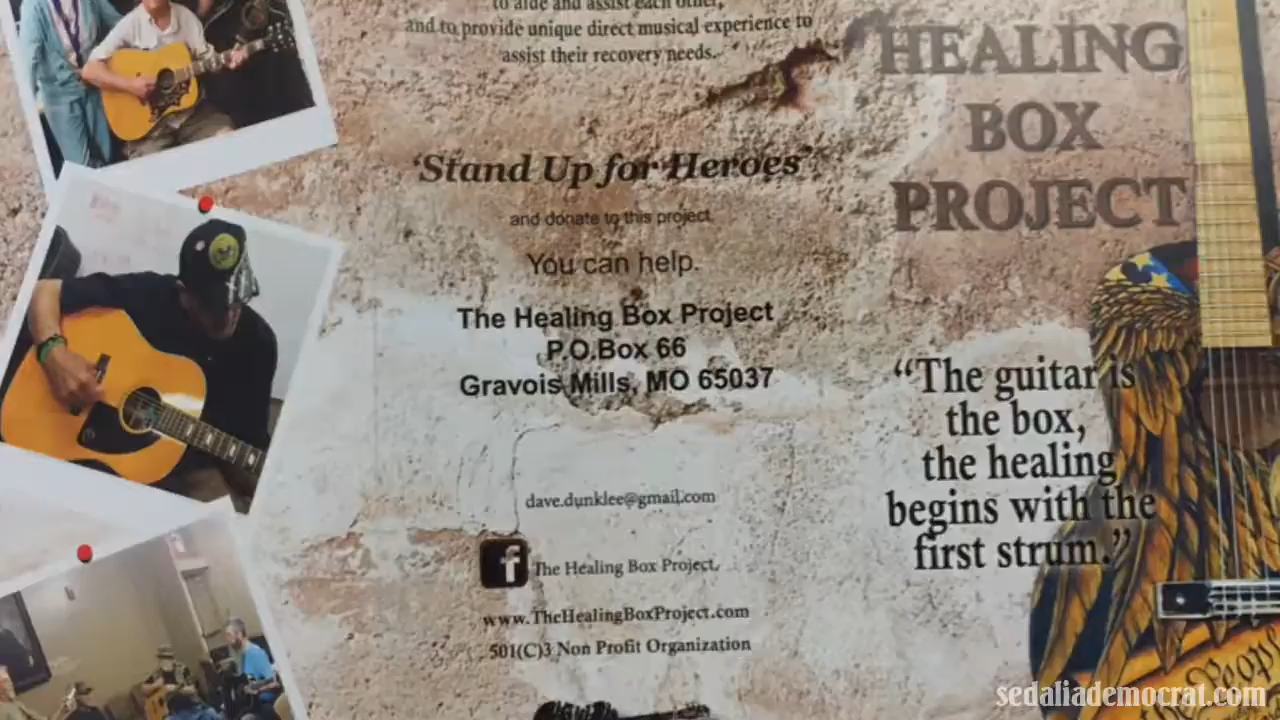 to aide and assist each other,
and to provide unique direct musical experience to
assist their recovery needs.
'Stand Up for Heroes'
and donate to this project
You can help.
The Healing Box Project
P.O.Box 66
Gravois Mills, MO 65037
dave.dunklee@gmail.com
f The Healing Box Project.
www.TheHealingBoxProject.com
501(C)3 Non Profit Organization
HEALING
BOX
PROJECT
“The guitar is
the box,
the healing
begins with the
first strum.”
People
sedaliademocrat.com